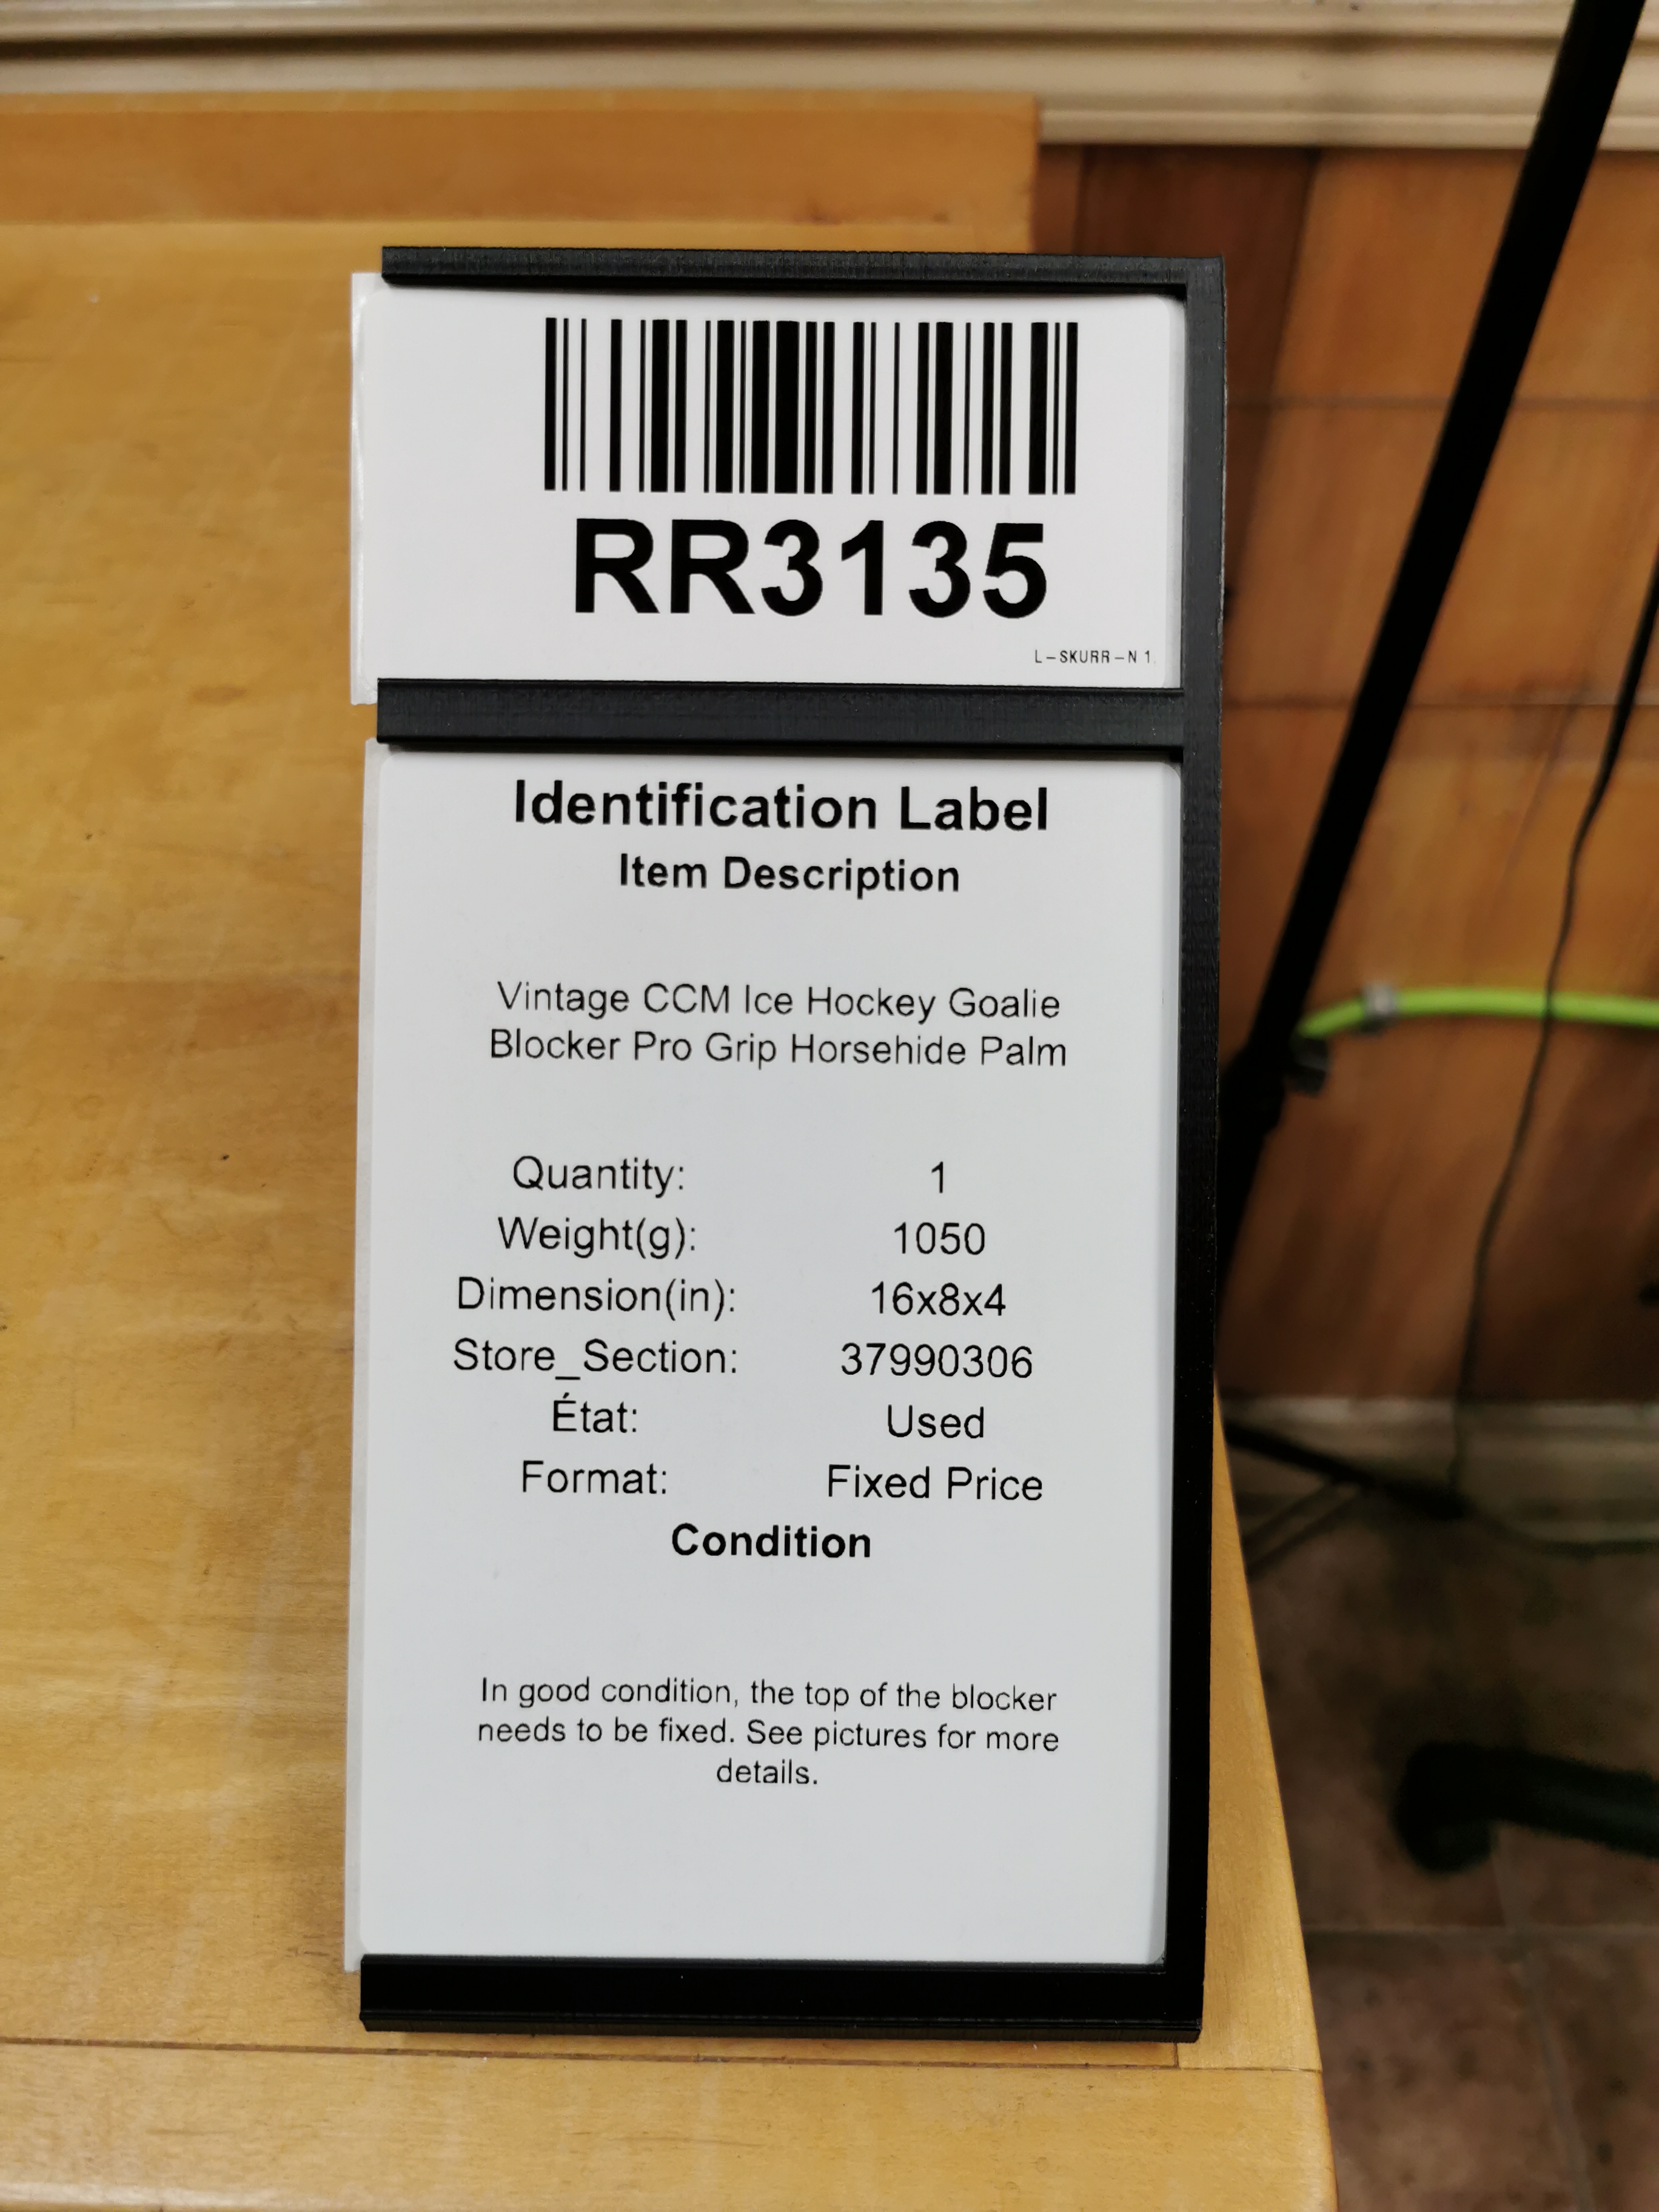 RR3135
L-SKURR-N 1
Identification Label
Item Description
Vintage CCM Ice Hockey Goalie
Blocker Pro Grip Horsehide Palm
Quantity: 1
Weight(g): 1050
Dimension(in): 16x8x4
Store_Section: 37990306
État: Used
Format: Fixed Price
Condition
In good condition, the top of the blocker
needs to be fixed. See pictures for more
details.